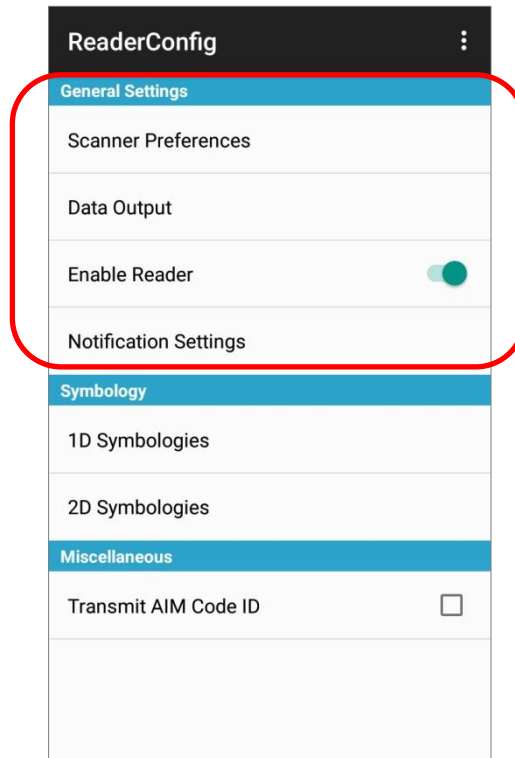 ReaderConfig
General Settings
Scanner Preferences
Data Output
Enable Reader
Notification Settings
Symbology
1D Symbologies
2D Symbologies
Miscellaneous
Transmit AIM Code ID